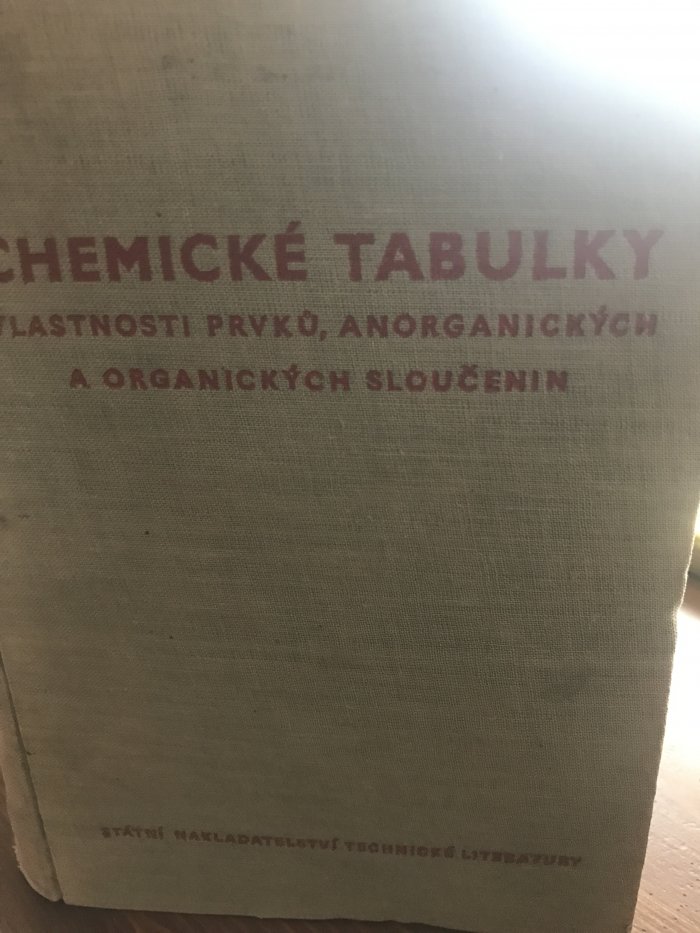 CHEMICKÉ TABULKY
VLASTNOSTI PRVKŮ, ANORGANICKÝCH
A ORGANICKÝCH SLOUČENIN
STÁTNÍ NAKLADATELSTVÍ TECHNICKÉ LITERATURY